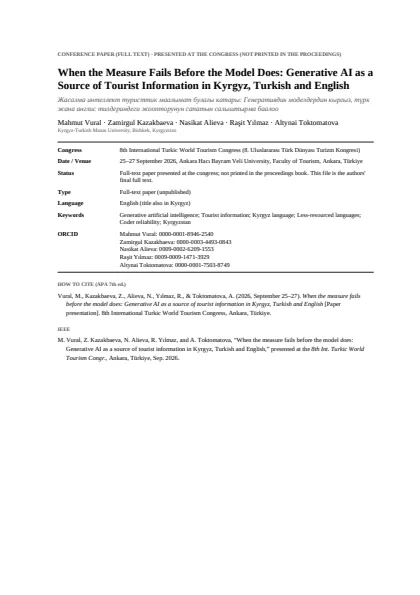 CONFERENCE PAPER (FULL TEXT) · PRESENTED AT THE CONGRESS (NOT PRINTED IN THE PROCEEDINGS)
When the Measure Fails Before the Model Does: Generative AI as a
Source of Tourist Information in Kyrgyz, Turkish and English
Жасалма интеллект туристтик маалымат булагы катары: Генеративдик моделдердин кыргыз, түрк
жана англис тилдериндеги жоопторунун сапатын салыштырма баалоо
Mahmut Vural · Zamirgul Kazakbaeva · Nasikat Alieva · Raşit Yılmaz · Altynai Toktomatova
Kyrgyz-Turkish Manas University, Bishkek, Kyrgyzstan
Congress 8th International Turkic World Tourism Congress (8. Uluslararası Türk Dünyası Turizm Kongresi)
Date / Venue 25–27 September 2026, Ankara Hacı Bayram Veli University, Faculty of Tourism, Ankara, Türkiye
Status Full-text paper presented at the congress; not printed in the proceedings book. This file is the authors'
final full text.
Type Full-text paper (unpublished)
Language English (title also in Kyrgyz)
Keywords Generative artificial intelligence; Tourist information; Kyrgyz language; Less-resourced languages;
Coder reliability; Kyrgyzstan
ORCID Mahmut Vural: 0000-0001-8946-2540
Zamirgul Kazakbaeva: 0000-0003-4493-0843
Nasikat Alieva: 0009-0002-6209-1553
Raşit Yılmaz: 0009-0009-1471-3929
Altynai Toktomatova: 0000-0001-7503-8749
HOW TO CITE (APA 7th ed.)
Vural, M., Kazakbaeva, Z., Alieva, N., Yılmaz, R., & Toktomatova, A. (2026, September 25–27). When the measure fails
before the model does: Generative AI as a source of tourist information in Kyrgyz, Turkish and English [Paper
presentation]. 8th International Turkic World Tourism Congress, Ankara, Türkiye.
IEEE
M. Vural, Z. Kazakbaeva, N. Alieva, R. Yılmaz, and A. Toktomatova, "When the measure fails before the model does:
Generative AI as a source of tourist information in Kyrgyz, Turkish and English," presented at the 8th Int. Turkic World
Tourism Congr., Ankara, Türkiye, Sep. 2026.